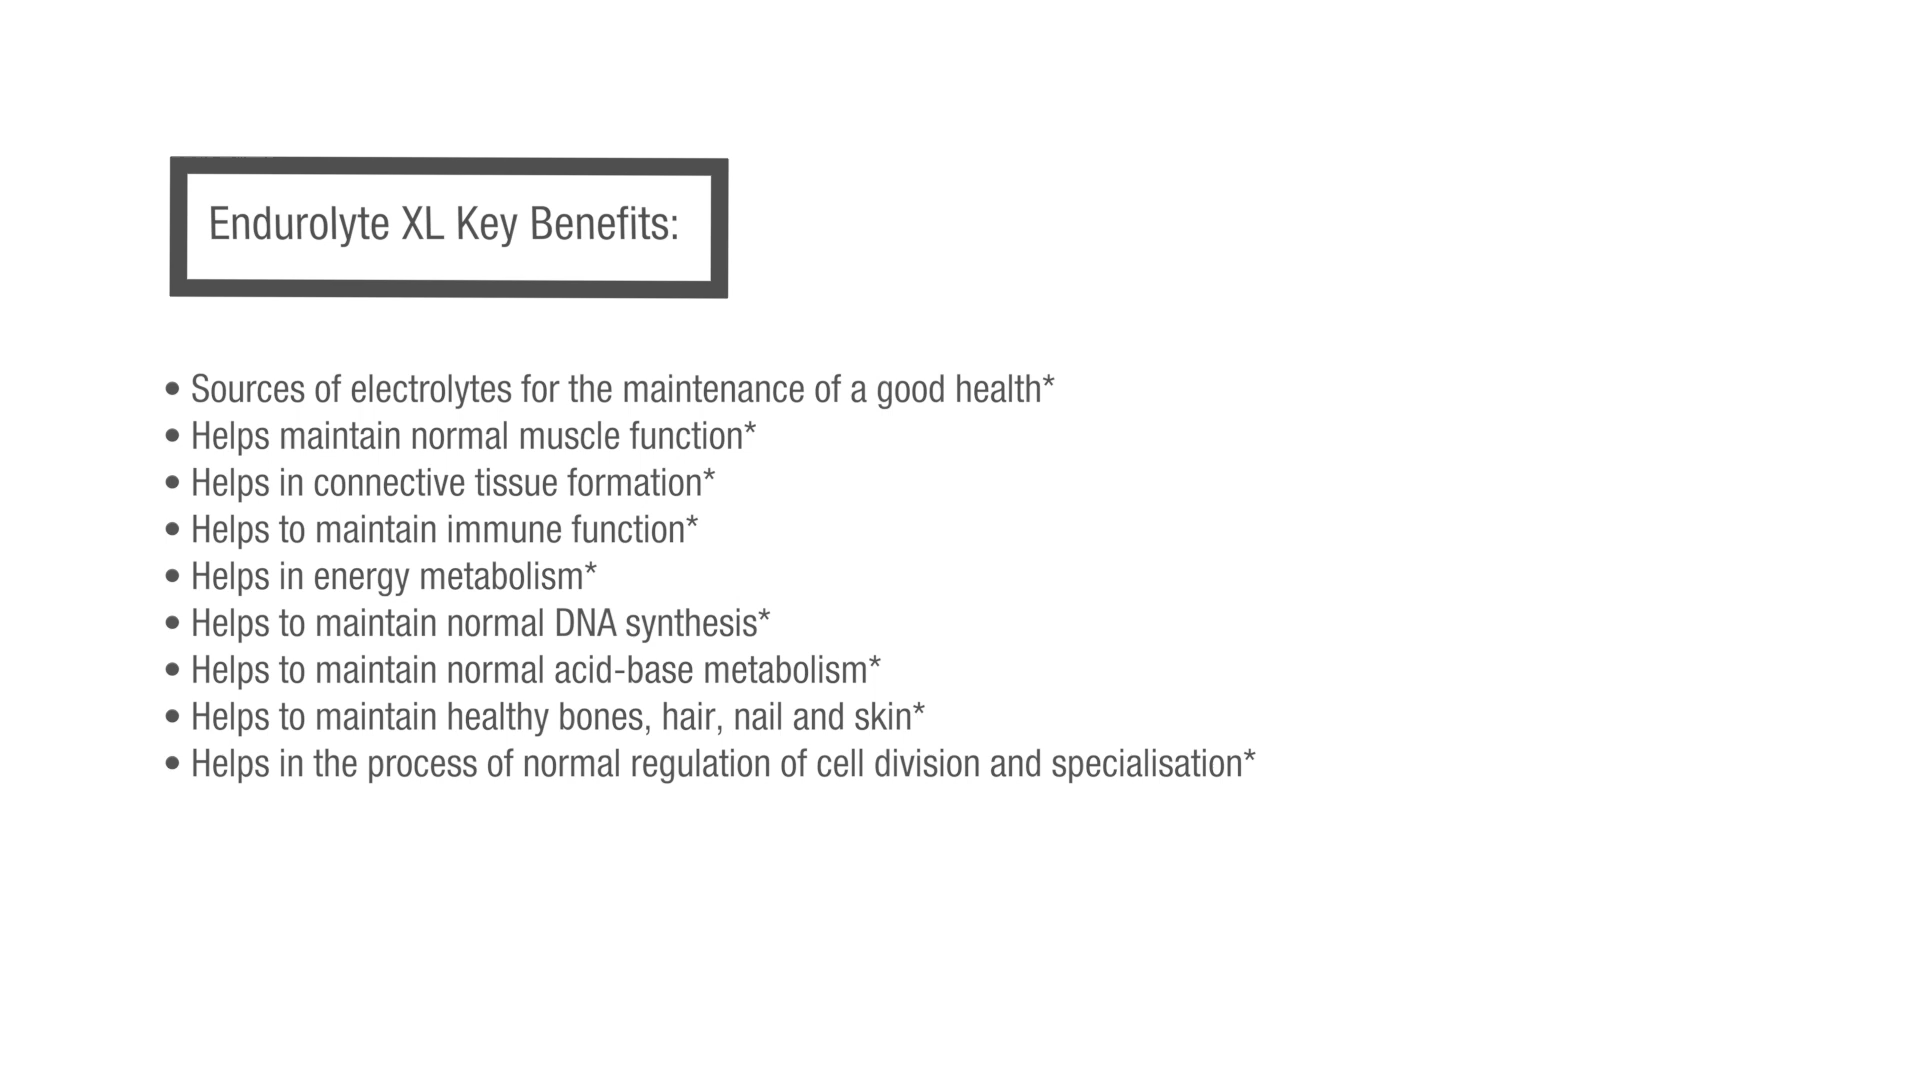 Endurolyte XL Key Benefits:
• Sources of electrolytes for the maintenance of a good health*
• Helps maintain normal muscle function*
• Helps in connective tissue formation*
• Helps to maintain immune function*
• Helps in energy metabolism*
• Helps to maintain normal DNA synthesis*
• Helps to maintain normal acid-base metabolism*
• Helps to maintain healthy bones, hair, nail and skin*
• Helps in the process of normal regulation of cell division and specialisation*